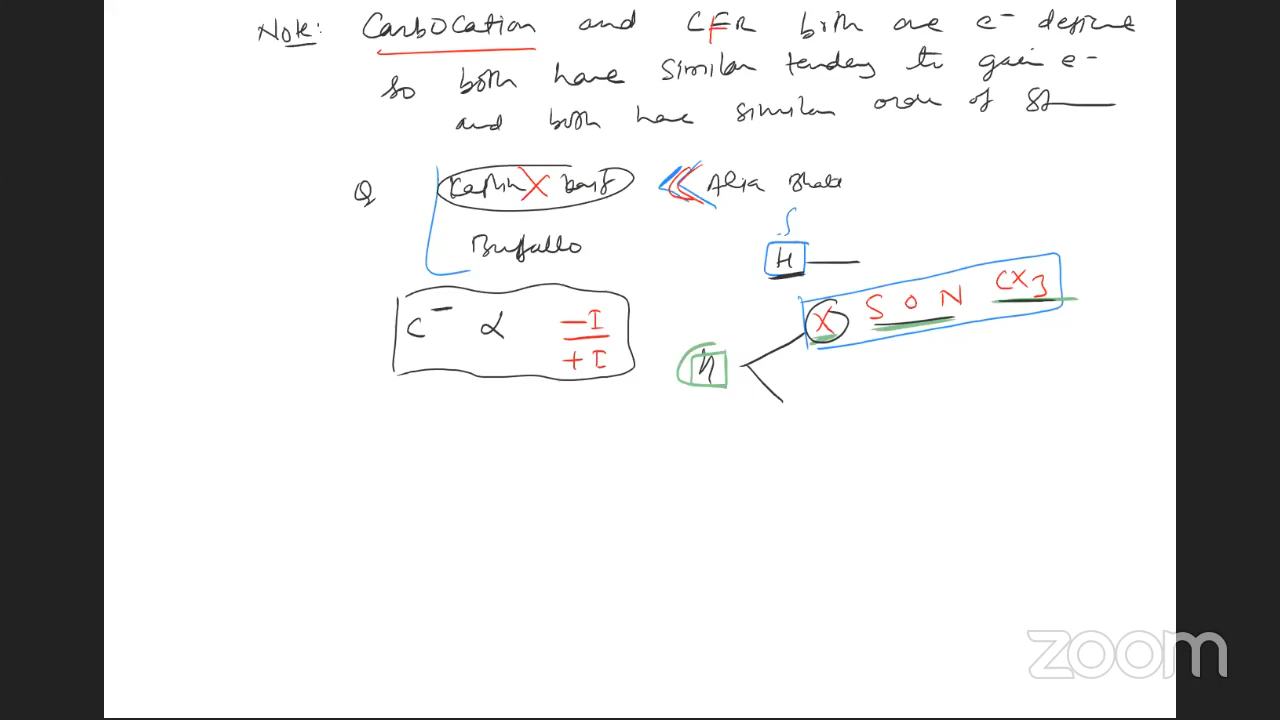 Note: Carbocation and CFR both are e⁻ deficient
so both have similar tendency to gain e⁻
and both have similar order of St
Q X << Alia Bhatt
Buffallo
S
H
C⁻ ∝ -I / +I
X S O N CX3
zoom